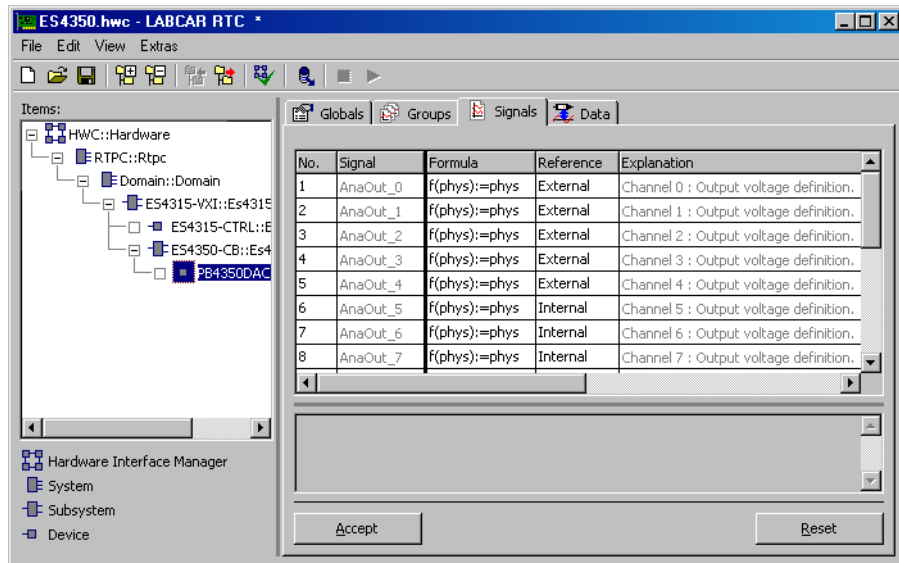 ES4350.hwc - LABCAR RTC *
File Edit View Extras
Items:
HWC::Hardware
RTPC::Rtpc
Domain::Domain
ES4315-VXI::Es4315
ES4315-CTRL::E
ES4350-CB::Es4
PB4350DAC
Hardware Interface Manager
System
Subsystem
Device
Globals Groups Signals Data
No. Signal Formula Reference Explanation
1 AnaOut_0 f(phys):=phys External Channel 0 : Output voltage definition.
2 AnaOut_1 f(phys):=phys External Channel 1 : Output voltage definition.
3 AnaOut_2 f(phys):=phys External Channel 2 : Output voltage definition.
4 AnaOut_3 f(phys):=phys External Channel 3 : Output voltage definition.
5 AnaOut_4 f(phys):=phys External Channel 4 : Output voltage definition.
6 AnaOut_5 f(phys):=phys Internal Channel 5 : Output voltage definition.
7 AnaOut_6 f(phys):=phys Internal Channel 6 : Output voltage definition.
8 AnaOut_7 f(phys):=phys Internal Channel 7 : Output voltage definition.
Accept Reset